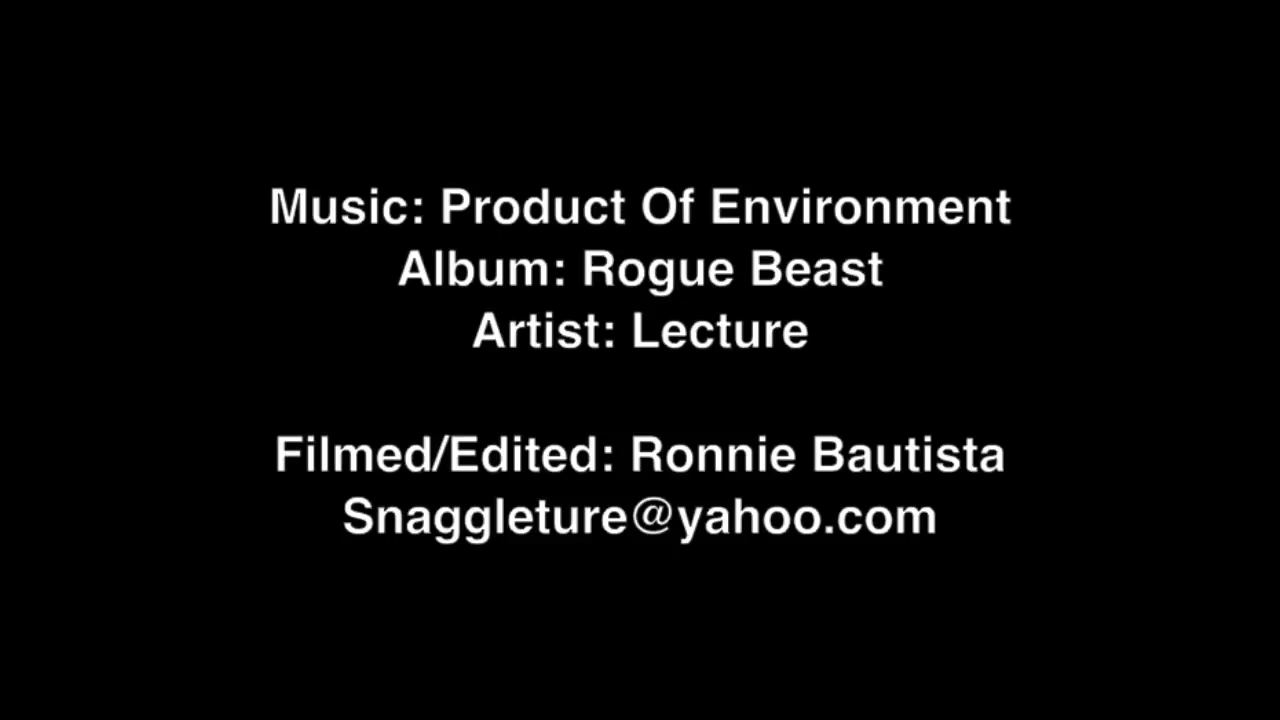 Music: Product Of Environment
Album: Rogue Beast
Artist: Lecture
Filmed/Edited: Ronnie Bautista
Snaggleture@yahoo.com